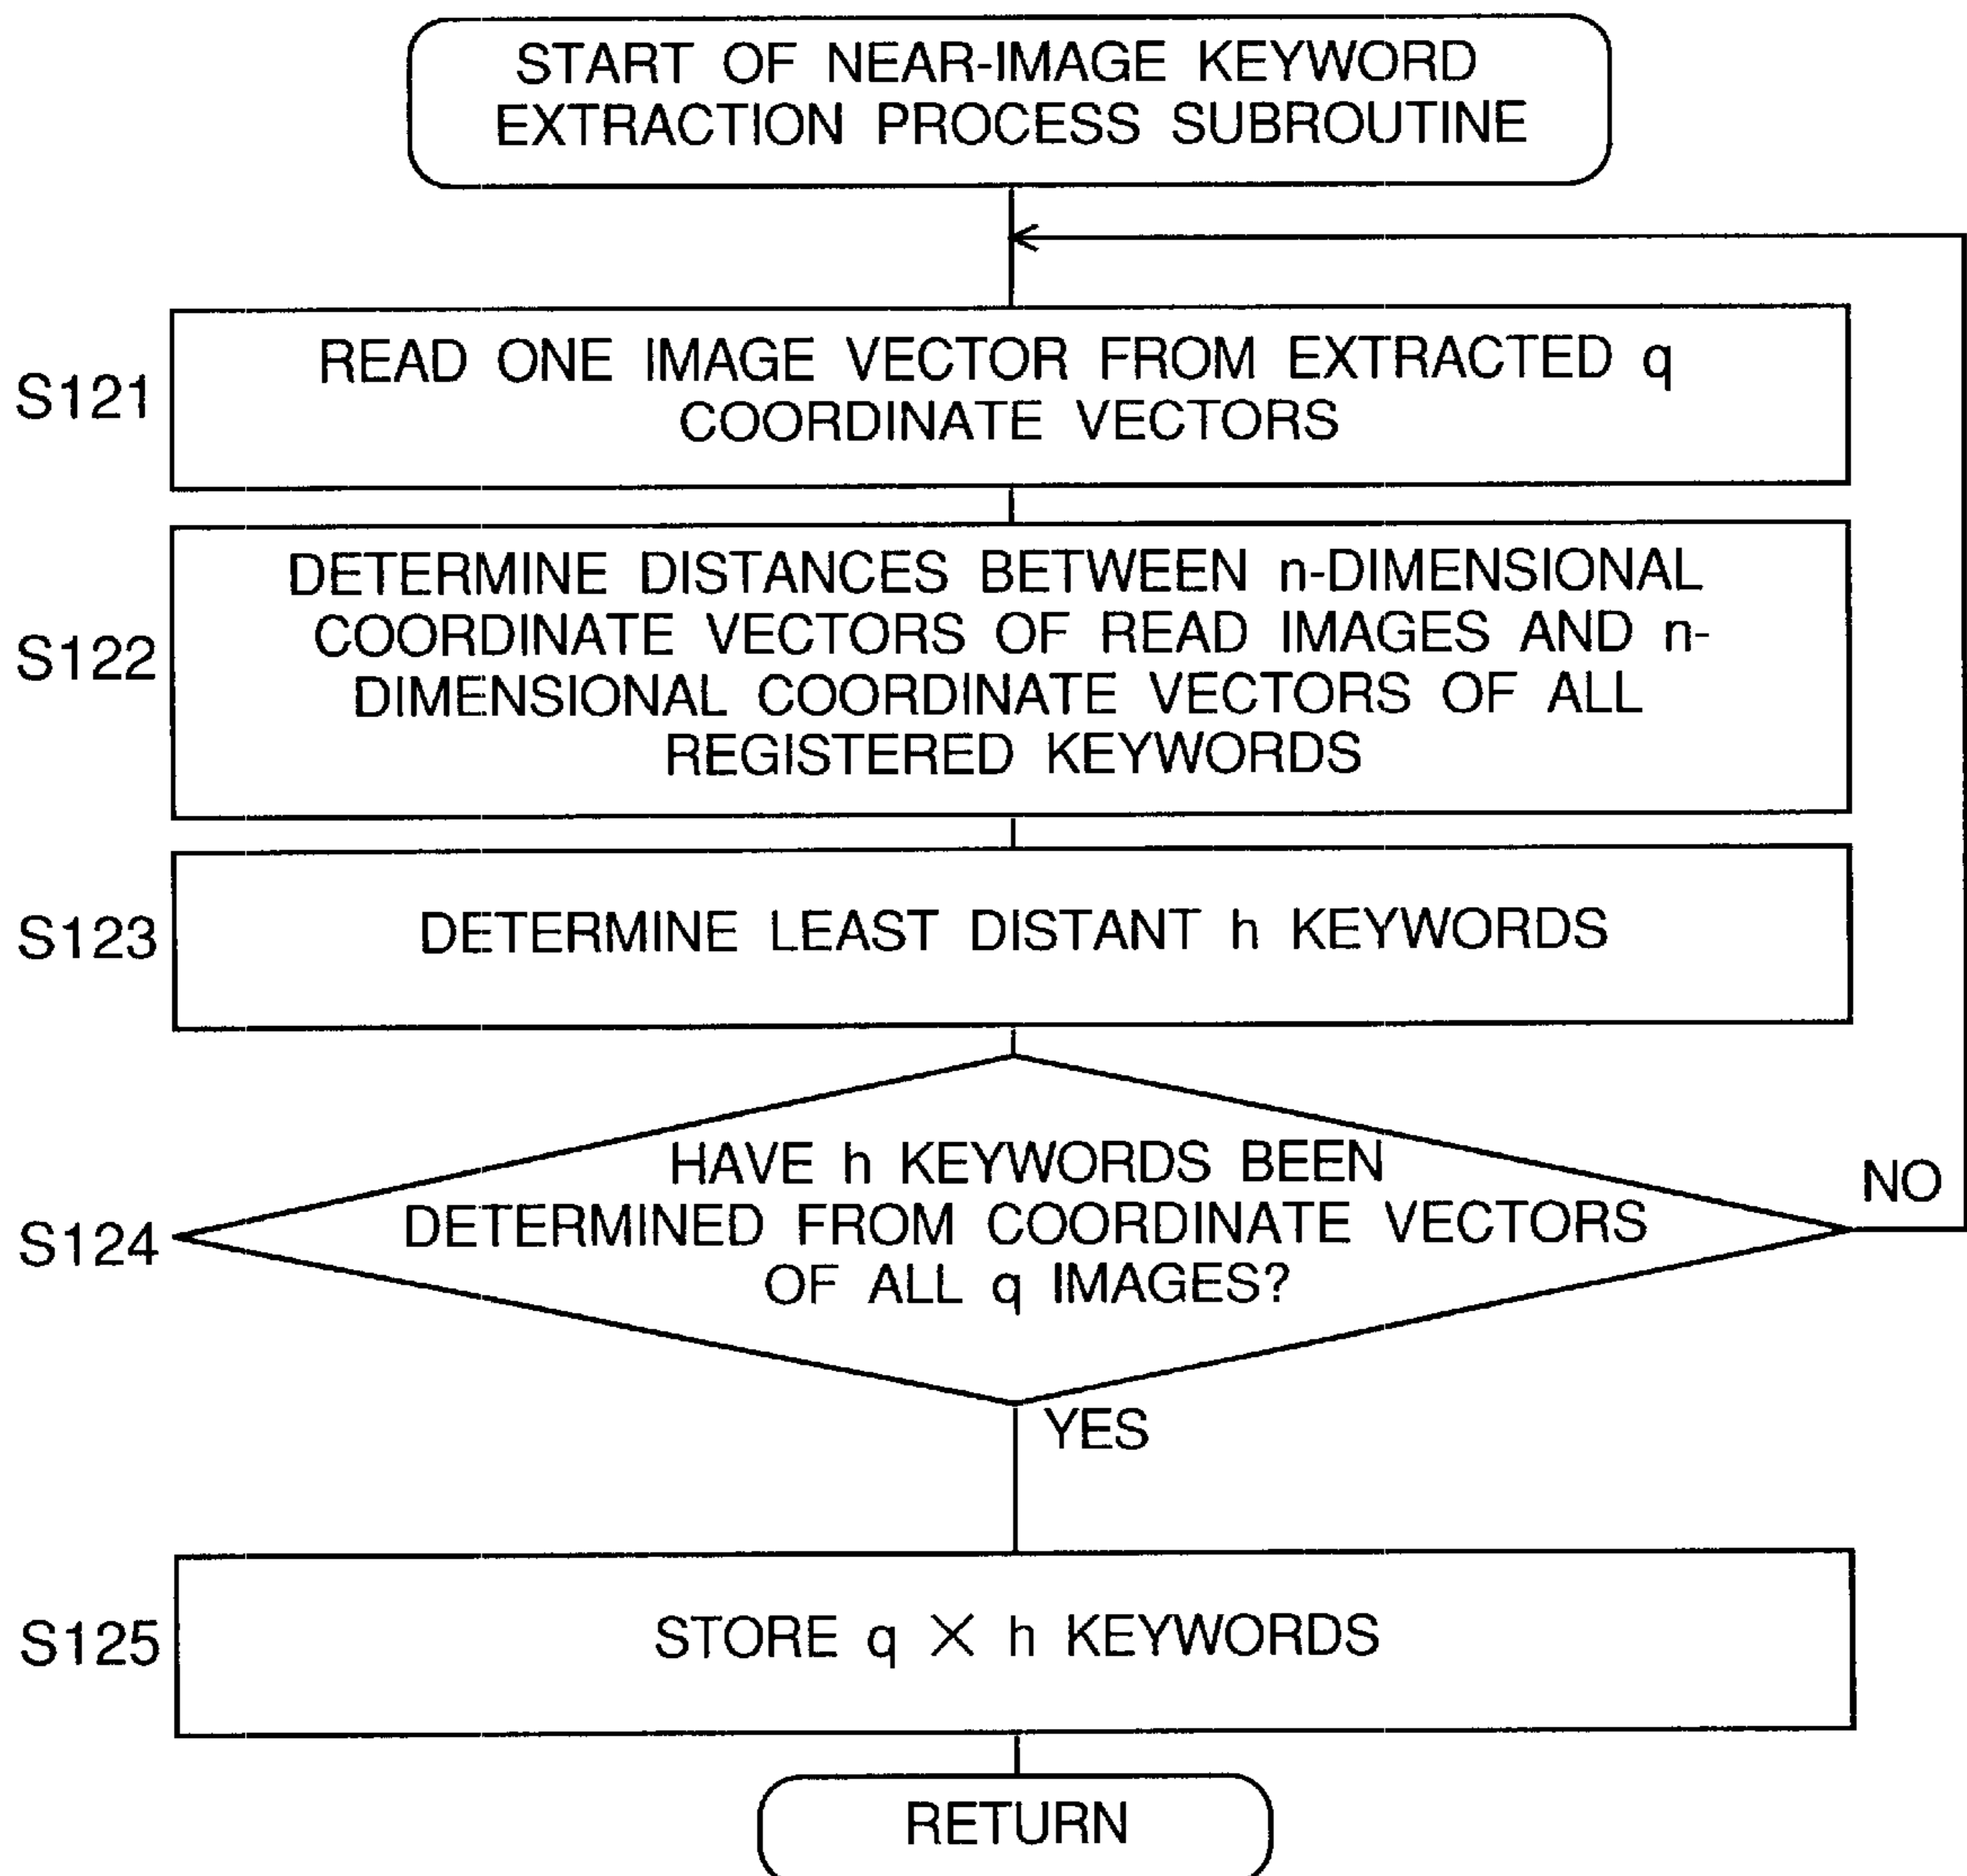 START OF NEAR-IMAGE KEYWORD
EXTRACTION PROCESS SUBROUTINE
S121
READ ONE IMAGE VECTOR FROM EXTRACTED q
COORDINATE VECTORS
S122
DETERMINE DISTANCES BETWEEN n-DIMENSIONAL
COORDINATE VECTORS OF READ IMAGES AND n-
DIMENSIONAL COORDINATE VECTORS OF ALL
REGISTERED KEYWORDS
S123
DETERMINE LEAST DISTANT h KEYWORDS
S124
HAVE h KEYWORDS BEEN
DETERMINED FROM COORDINATE VECTORS
OF ALL q IMAGES?
NO
YES
S125
STORE q × h KEYWORDS
RETURN